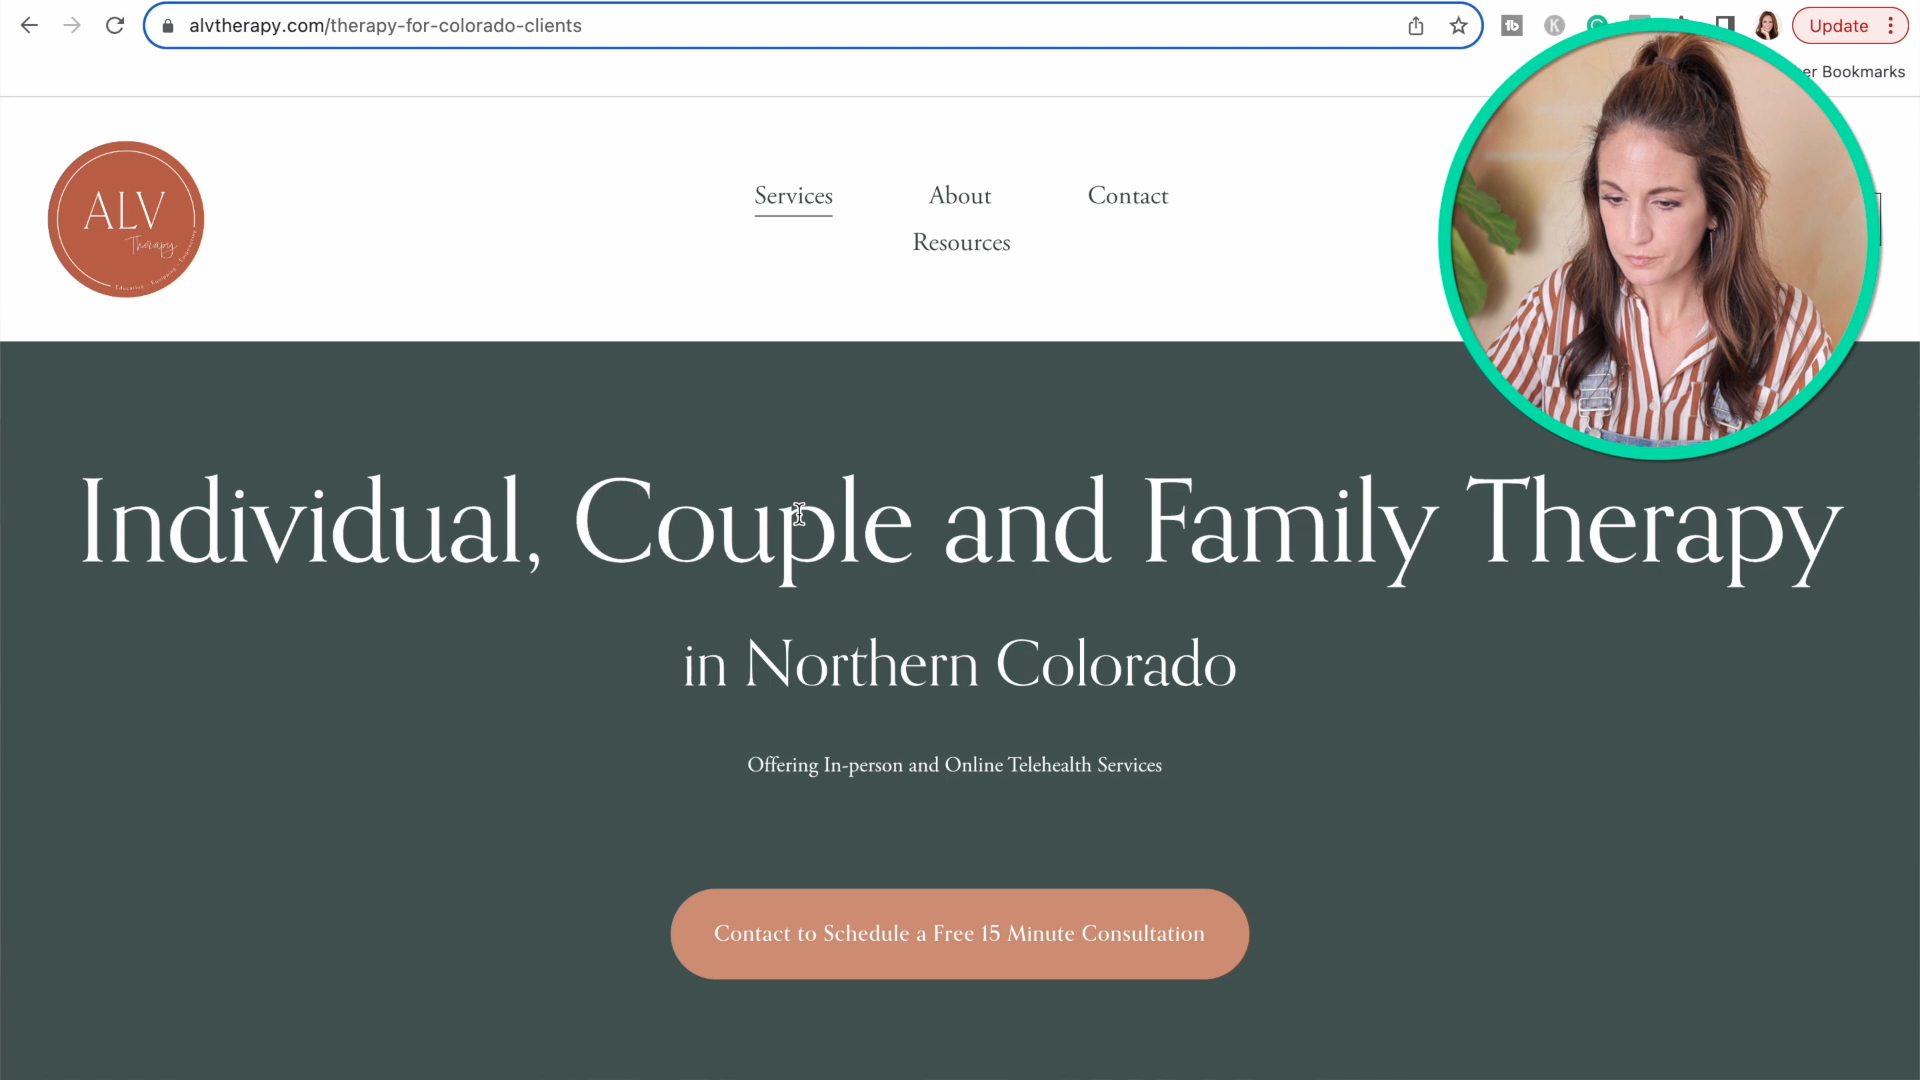 alvtherapy.com/therapy-for-colorado-clients
Update
er Bookmarks
ALV
Therapy
Services
About
Contact
Resources
Individual, Couple and Family Therapy
in Northern Colorado
Offering In-person and Online Telehealth Services
Contact to Schedule a Free 15 Minute Consultation